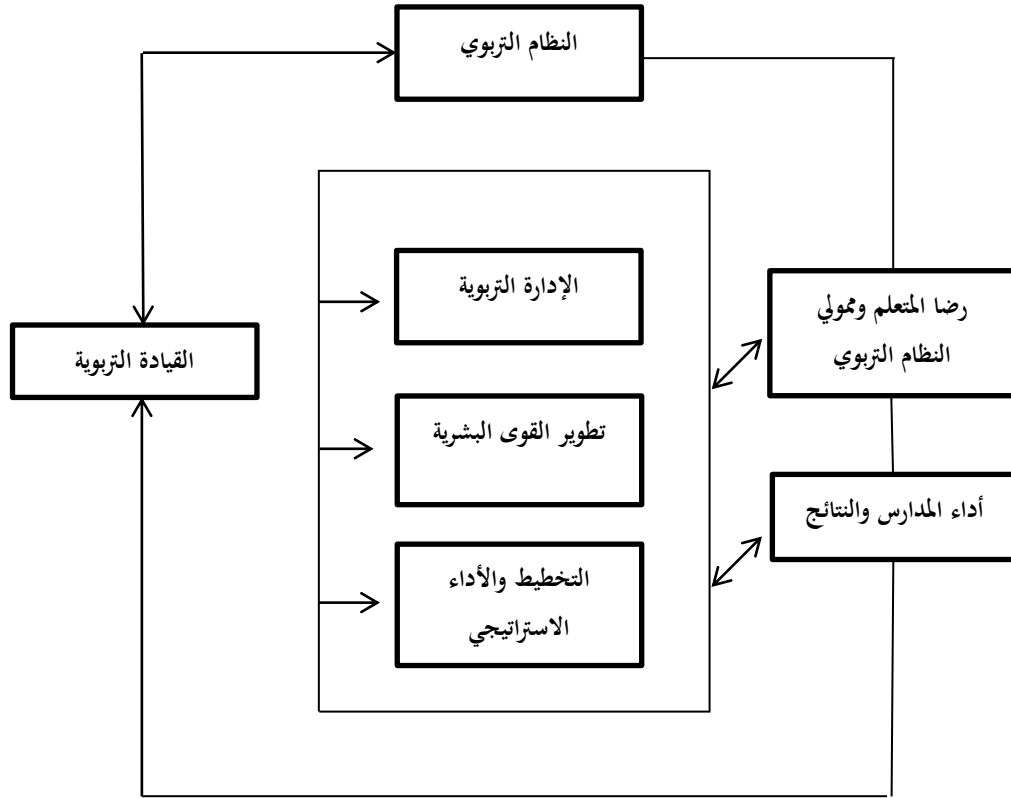 النظام التربوي
الإدارة التربوية
رضا المتعلم وممولي
النظام التربوي
القيادة التربوية
تطوير القوى البشرية
أداء المدارس والنتائج
التخطيط والأداء
الاستراتيجي